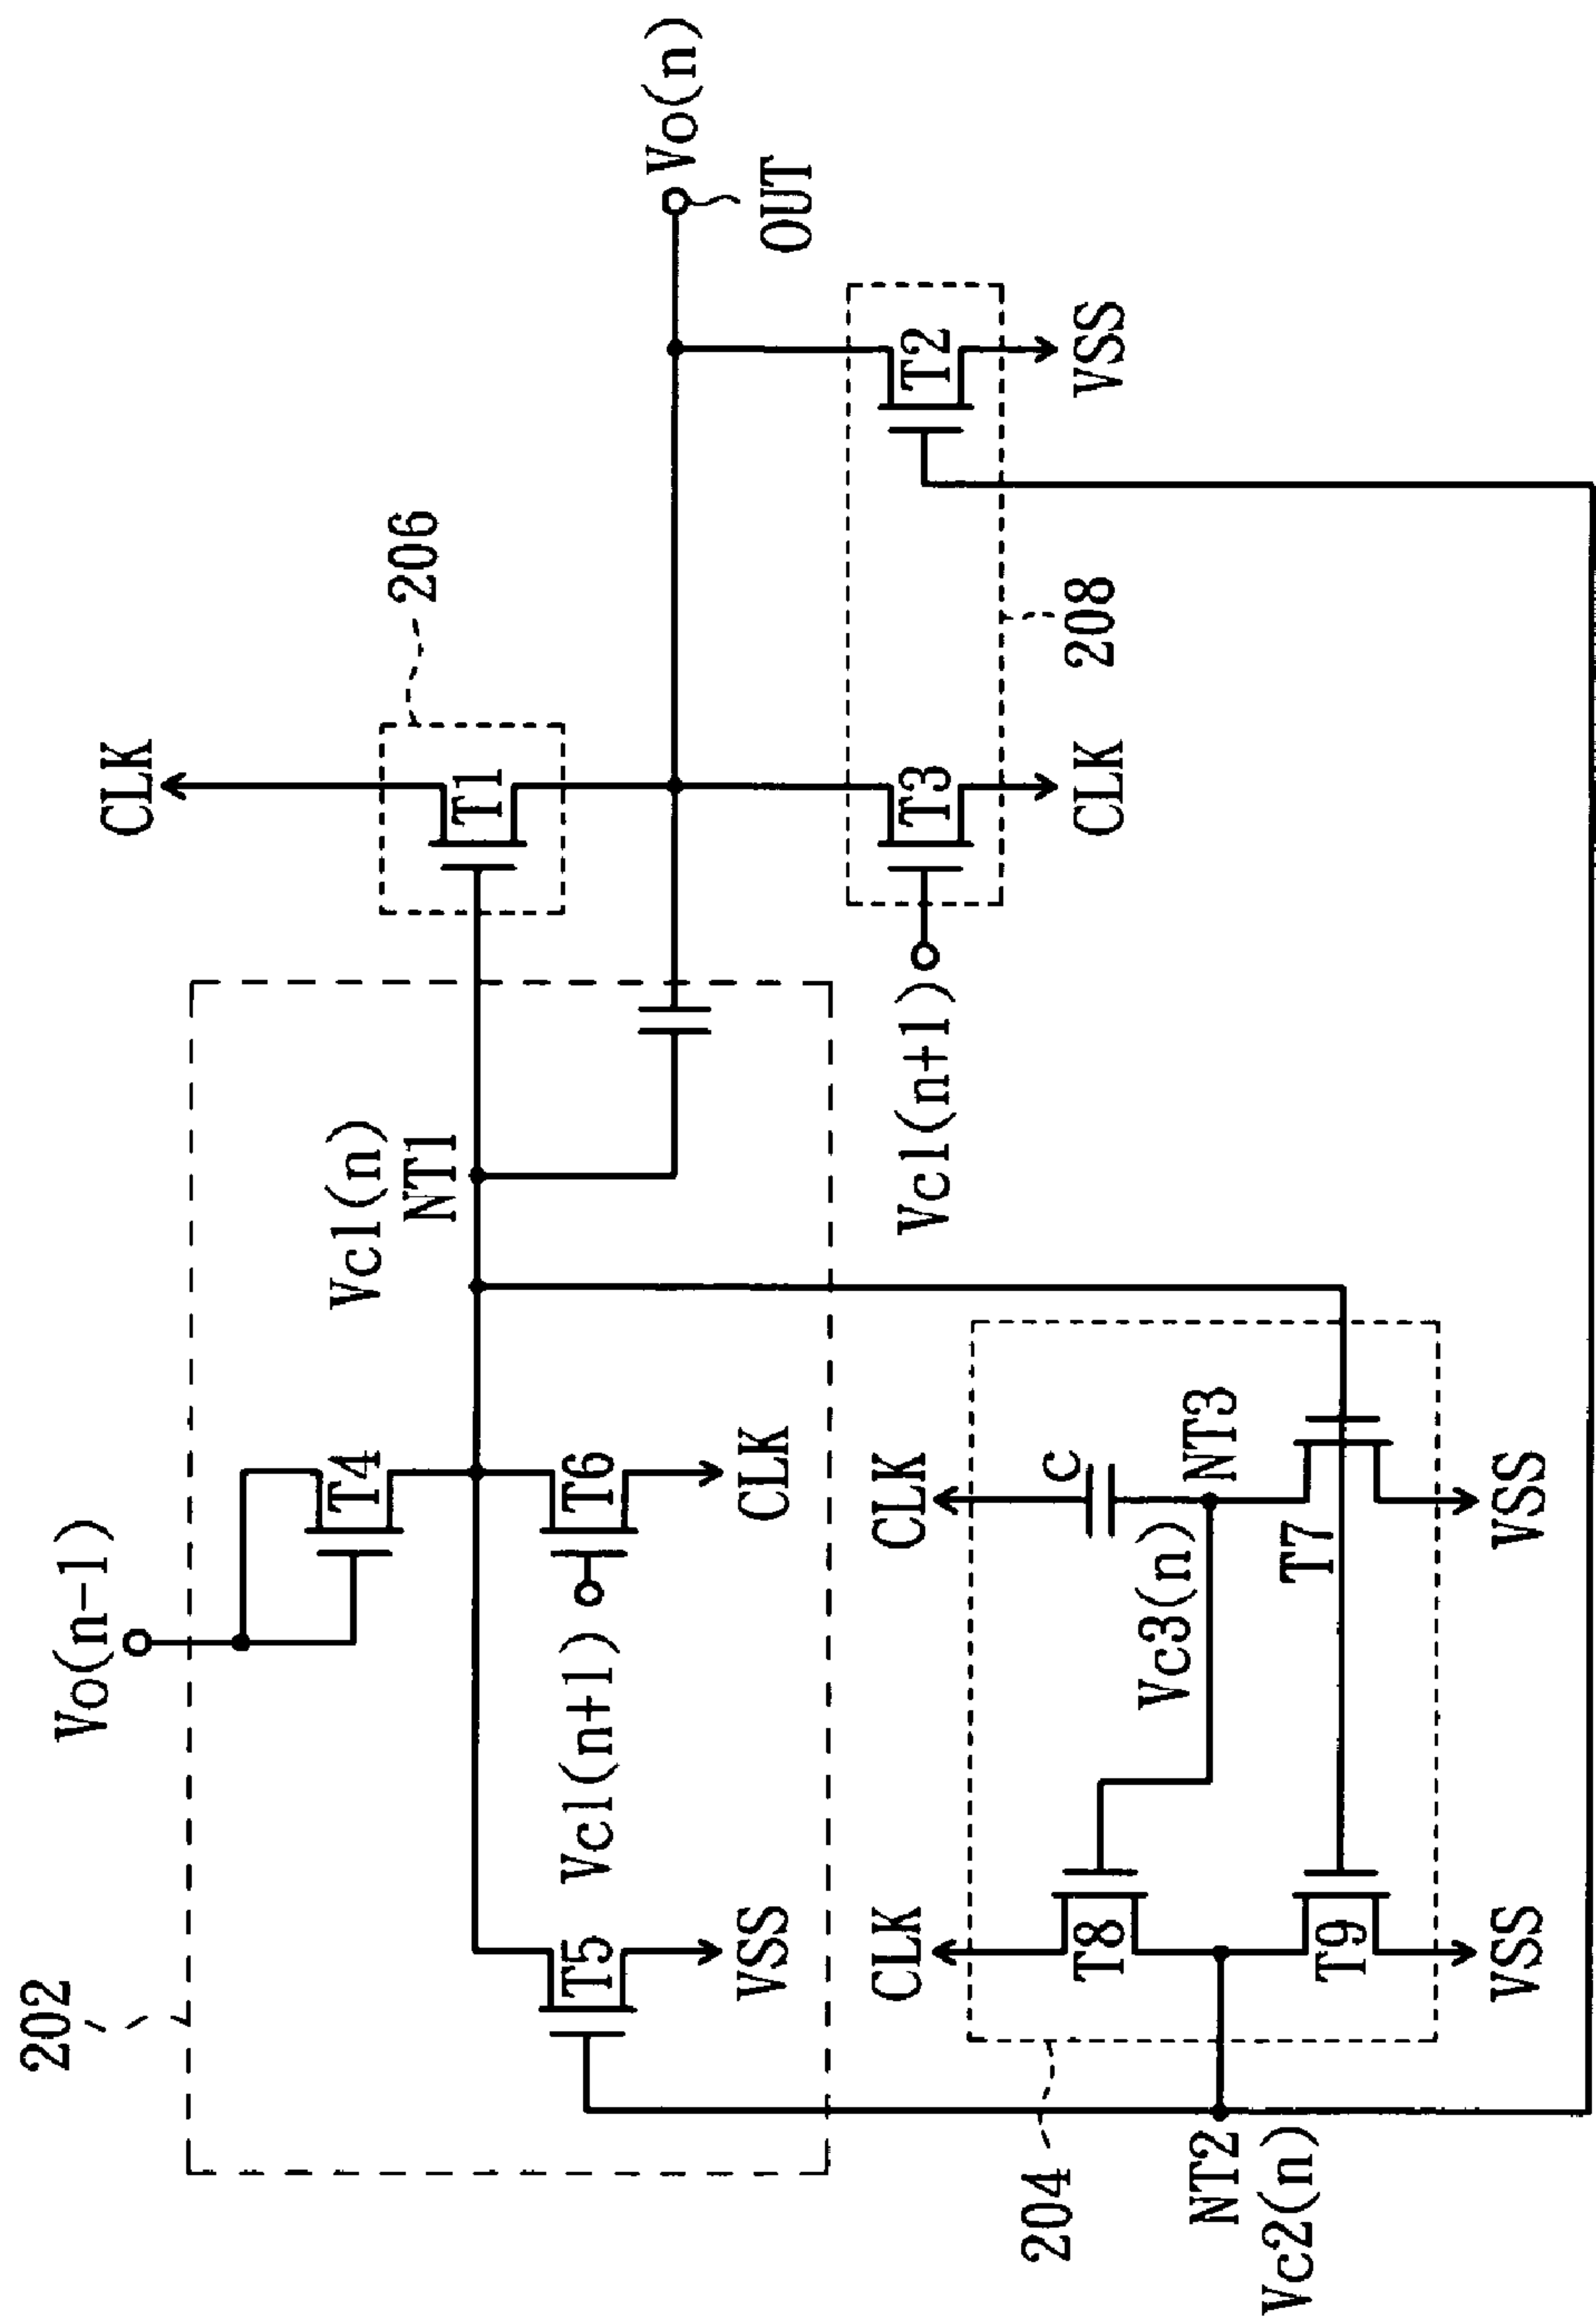 202
Vo(n-1)
CLK
Vc1(n)
NT1
206
T4
T1
T5
Vc1(n+1)
T6
Vo(n)
OUT
VSS
CLK
CLK
CLK
Vc1(n+1)
T3
T2
204
C
208
CLK
VSS
T8
Vc3(n)
NT3
NT2
Vc2(n)
T7
T9
VSS
VSS